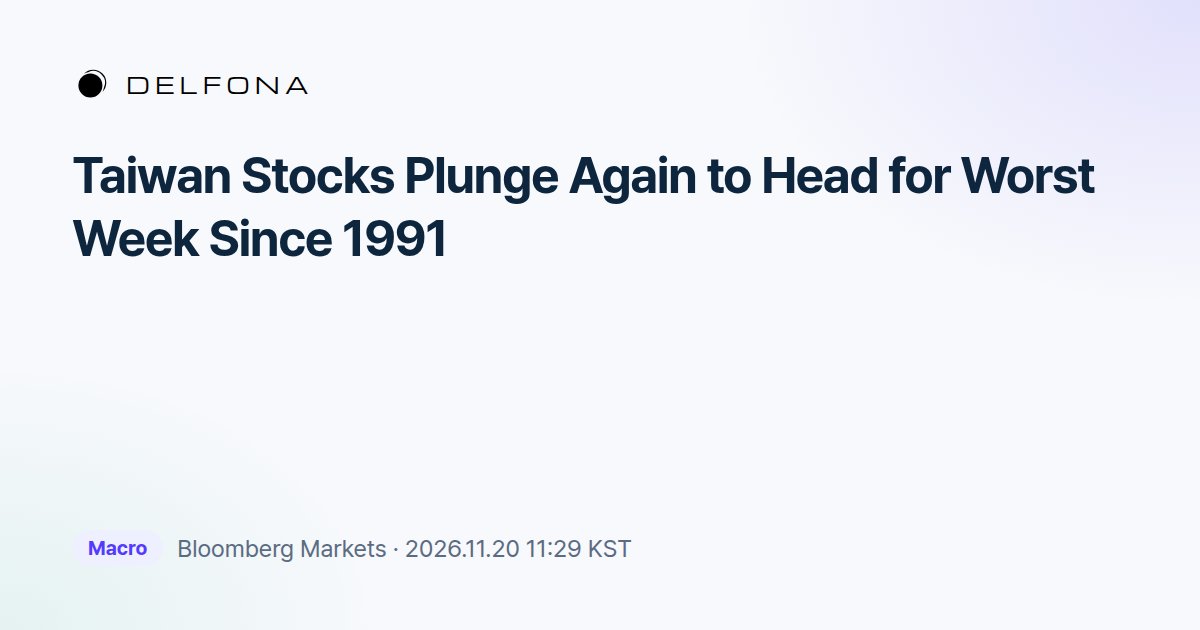 DELFONA
Taiwan Stocks Plunge Again to Head for Worst
Week Since 1991
Macro
Bloomberg Markets · 2026.11.20 11:29 KST